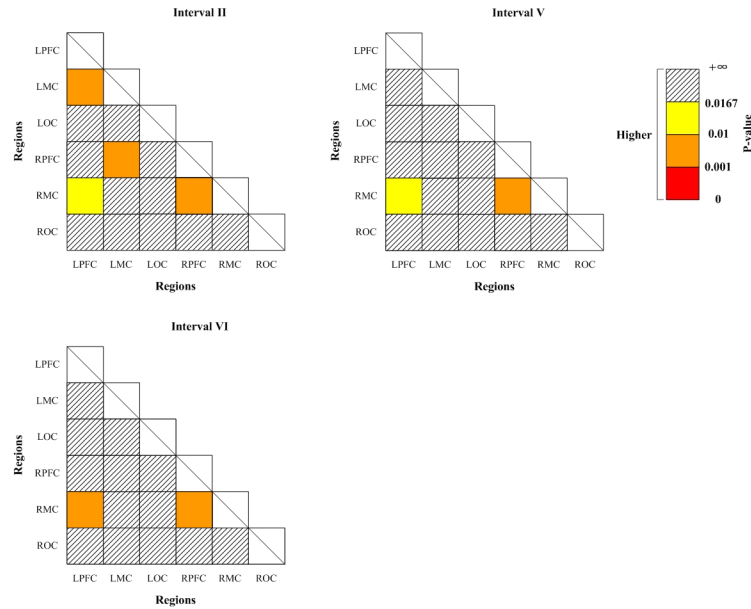 Interval II
LPFC
LMC
LOC
RPFC
RMC
ROC
Regions
LPFC LMC LOC RPFC RMC ROC
Regions
Interval V
LPFC
LMC
LOC
RPFC
RMC
ROC
Regions
LPFC LMC LOC RPFC RMC ROC
Regions
Higher
+∞
0.0167
0.01
0.001
0
P-value
Interval VI
LPFC
LMC
LOC
RPFC
RMC
ROC
Regions
LPFC LMC LOC RPFC RMC ROC
Regions